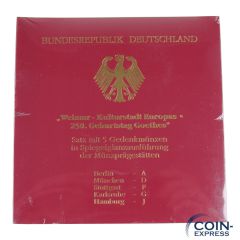 BUNDESREPUBLIK DEUTSCHLAND
"Weimar - Kulturstadt Europas -
250. Geburtstag Goethes"
Satz mit 5 Gedenkmünzen
in Spiegelglanzausführung
der Münzprägestätten
Berlin - A
München - D
Stuttgart - F
Karlsruhe - G
Hamburg - J
COIN-
EXPRESS